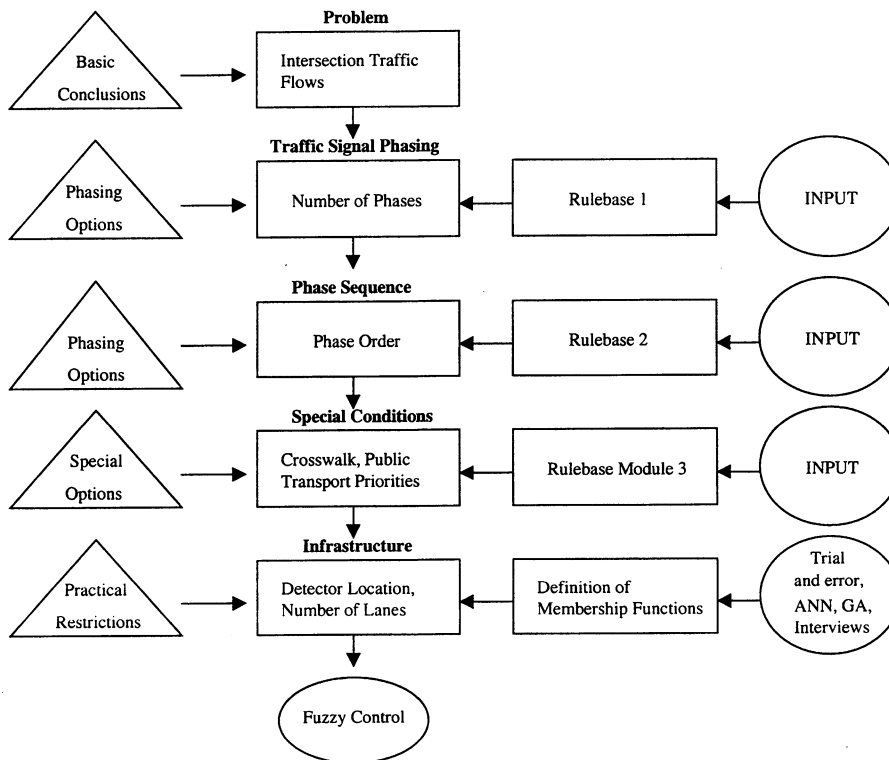 Problem
Basic
Conclusions
Intersection Traffic
Flows
Traffic Signal Phasing
Phasing
Options
Number of Phases
Rulebase 1
INPUT
Phase Sequence
Phasing
Options
Phase Order
Rulebase 2
INPUT
Special Conditions
Special
Options
Crosswalk, Public
Transport Priorities
Rulebase Module 3
INPUT
Infrastructure
Practical
Restrictions
Detector Location,
Number of Lanes
Definition of
Membership Functions
Trial
and error,
ANN, GA,
Interviews
Fuzzy Control